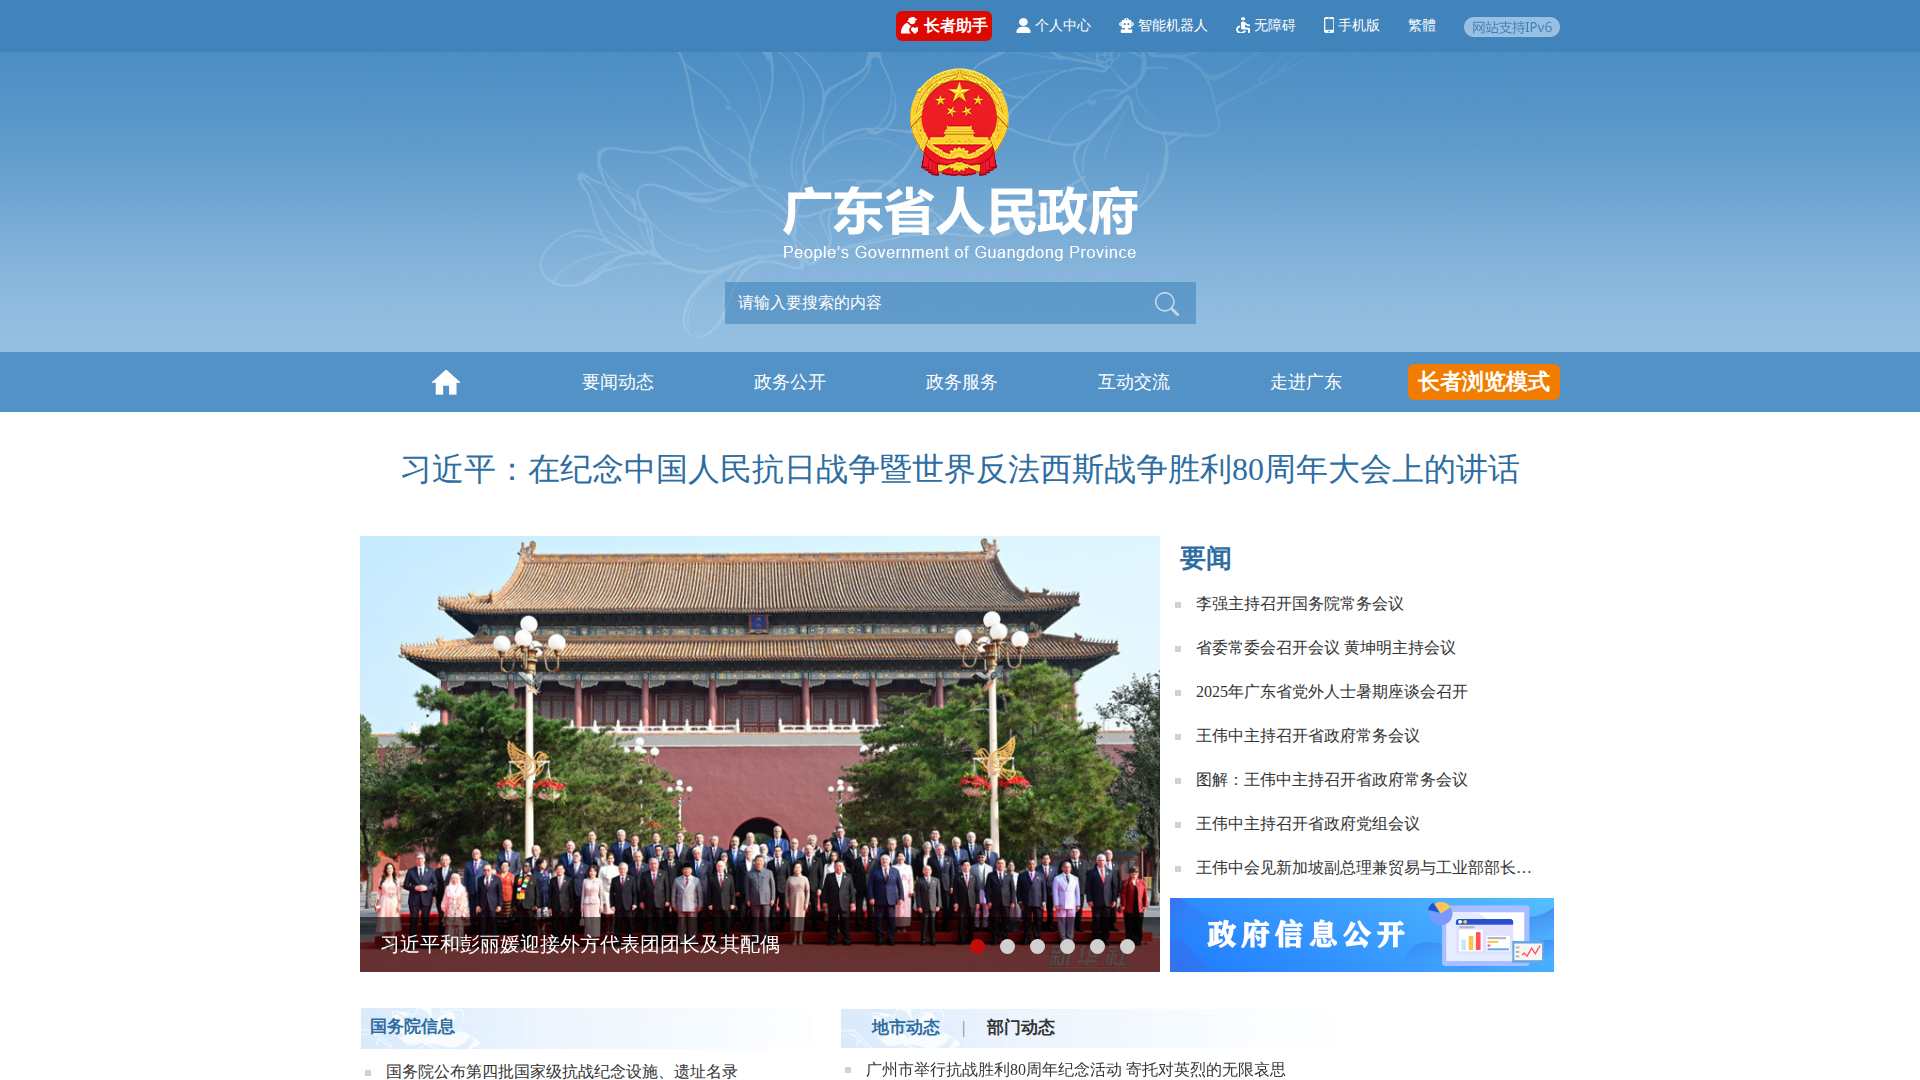 长者助手
个人中心
智能机器人
无障碍
手机版
繁體
网站支持IPv6
广东省人民政府
People's Government of Guangdong Province
请输入要搜索的内容
要闻动态
政务公开
政务服务
互动交流
走进广东
长者浏览模式
习近平：在纪念中国人民抗日战争暨世界反法西斯战争胜利80周年大会上的讲话
习近平和彭丽媛迎接外方代表团团长及其配偶
新华社
要闻
李强主持召开国务院常务会议
省委常委会召开会议 黄坤明主持会议
2025年广东省党外人士暑期座谈会召开
王伟中主持召开省政府常务会议
图解：王伟中主持召开省政府常务会议
王伟中主持召开省政府党组会议
王伟中会见新加坡副总理兼贸易与工业部部长…
政府信息公开
国务院信息
国务院公布第四批国家级抗战纪念设施、遗址名录
地市动态 | 部门动态
广州市举行抗战胜利80周年纪念活动 寄托对英烈的无限哀思